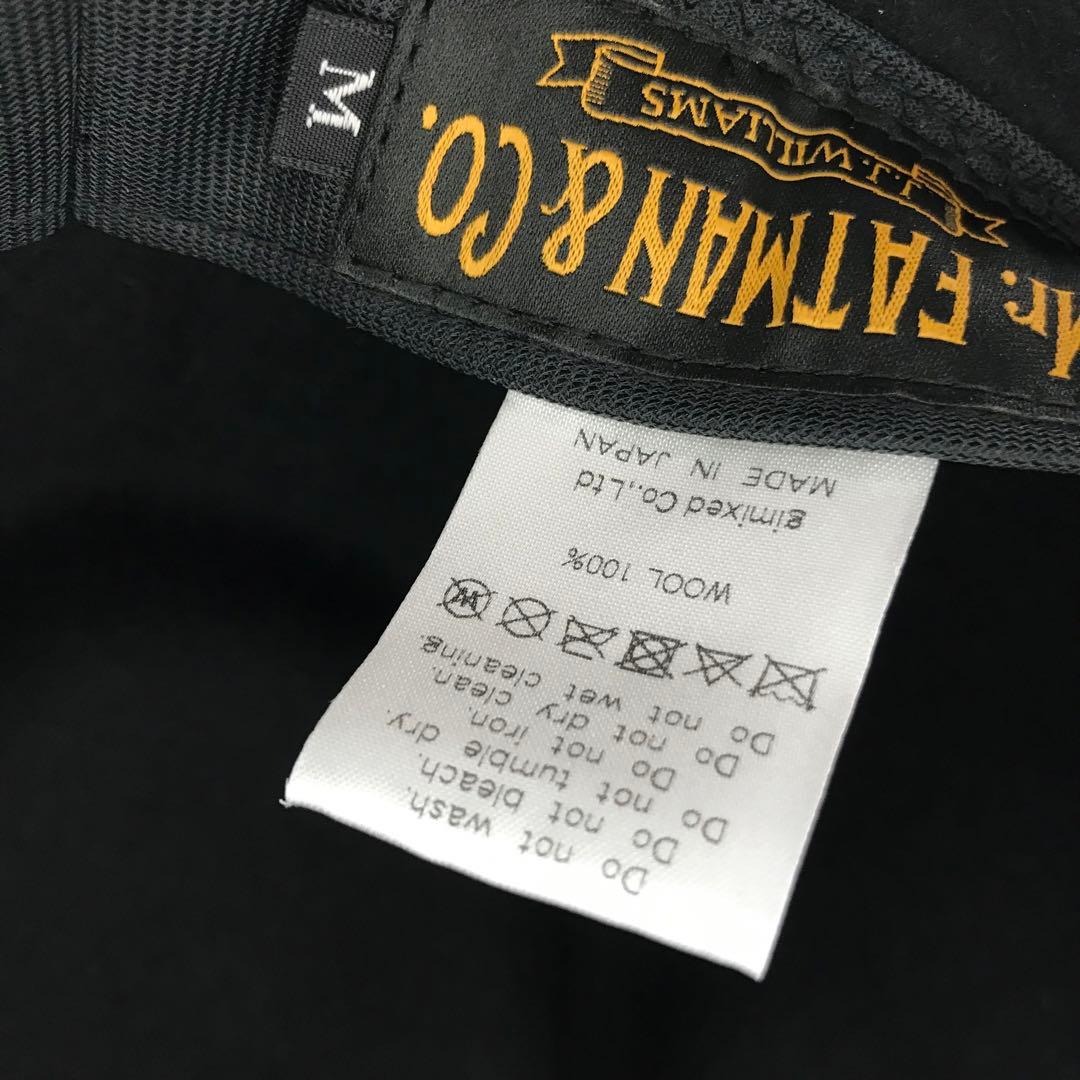 M
J.J.WILLIAMS
Mr. FATMAN & CO.
Do not wash.
Do not bleach.
Do not tumble dry.
Do not iron.
Do not dry clean.
Do not wet cleaning.
W
WOOL 100%
gimixed Co.,Ltd
MADE IN JAPAN